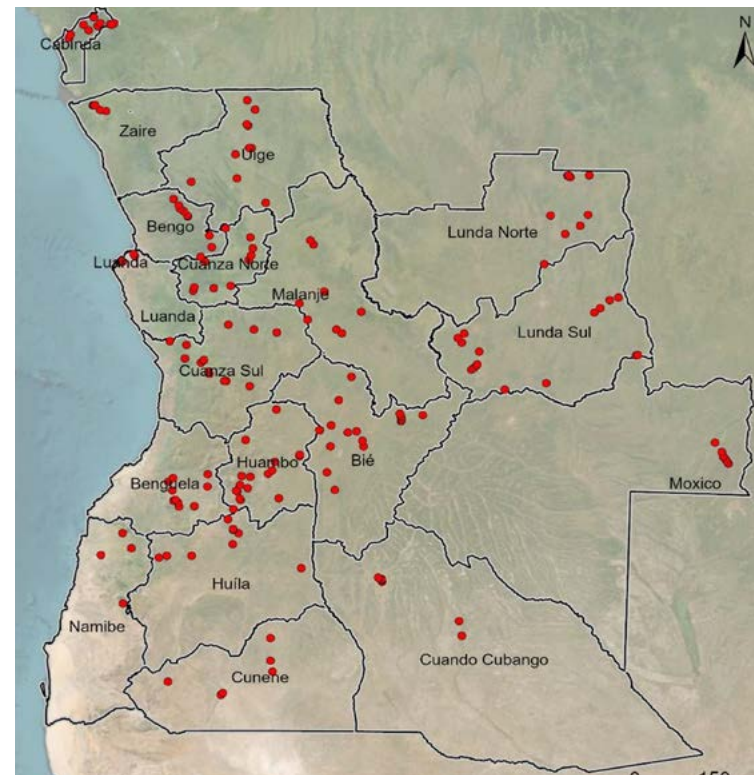 N
Cabinda
Zaire
Uige
Bengo
Lunda Norte
Luanda
Cuanza Norte
Malanje
Luanda
Lunda Sul
Cuanza Sul
Huambo
Bié
Benguela
Moxico
Huíla
Namibe
Cuando Cubango
Cunene